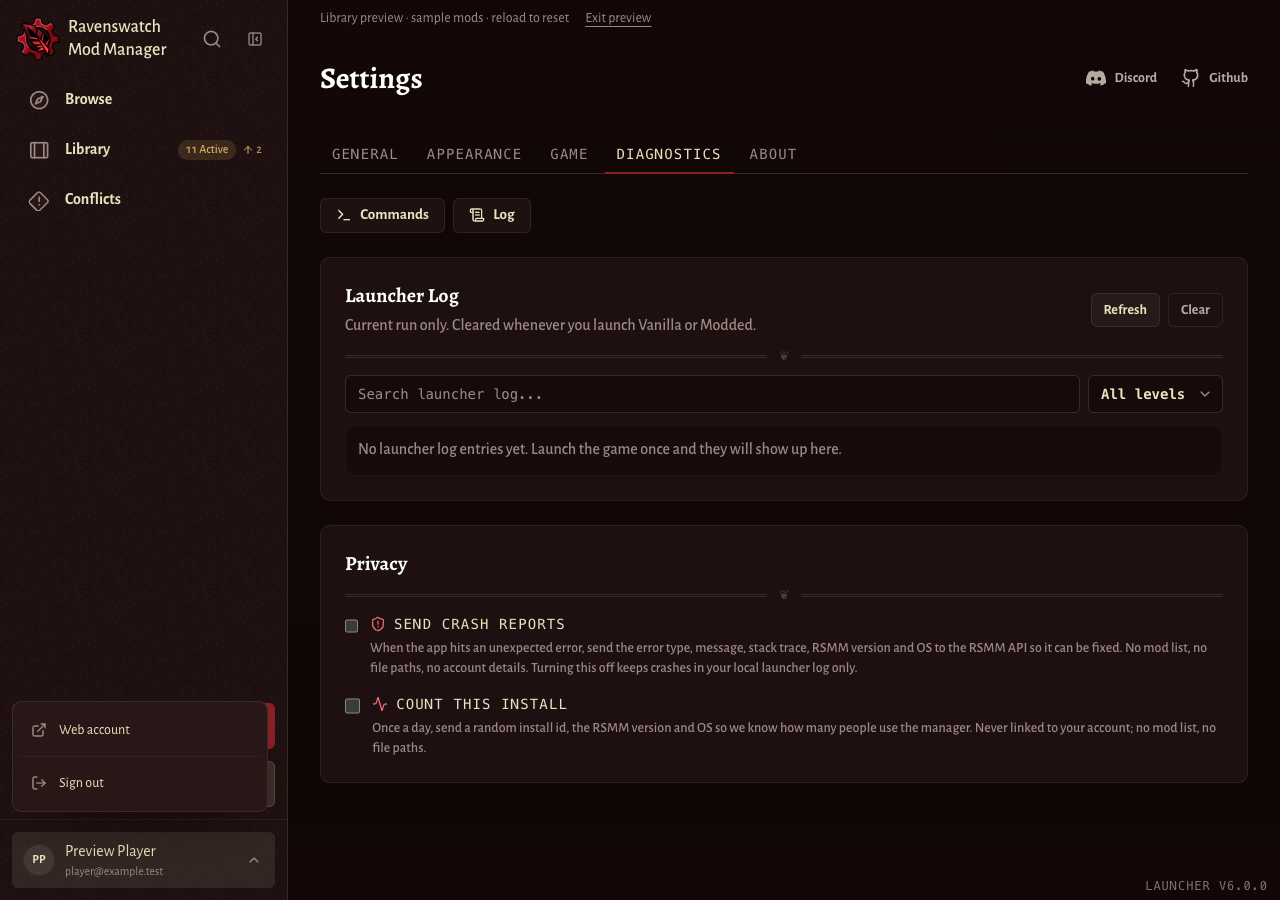 Ravenswatch
Mod Manager
Browse
Library
11 Active
2
Conflicts
Web account
Sign out
PP
Preview Player
player@example.test
Library preview · sample mods · reload to reset
Exit preview
Settings
Discord
Github
GENERAL
APPEARANCE
GAME
DIAGNOSTICS
ABOUT
Commands
Log
Launcher Log
Current run only. Cleared whenever you launch Vanilla or Modded.
Refresh
Clear
Search launcher log...
All levels
No launcher log entries yet. Launch the game once and they will show up here.
Privacy
SEND CRASH REPORTS
When the app hits an unexpected error, send the error type, message, stack trace, RSMM version and OS to the RSMM API so it can be fixed. No mod list, no
file paths, no account details. Turning this off keeps crashes in your local launcher log only.
COUNT THIS INSTALL
Once a day, send a random install id, the RSMM version and OS so we know how many people use the manager. Never linked to your account; no mod list, no
file paths.
LAUNCHER V6.0.0